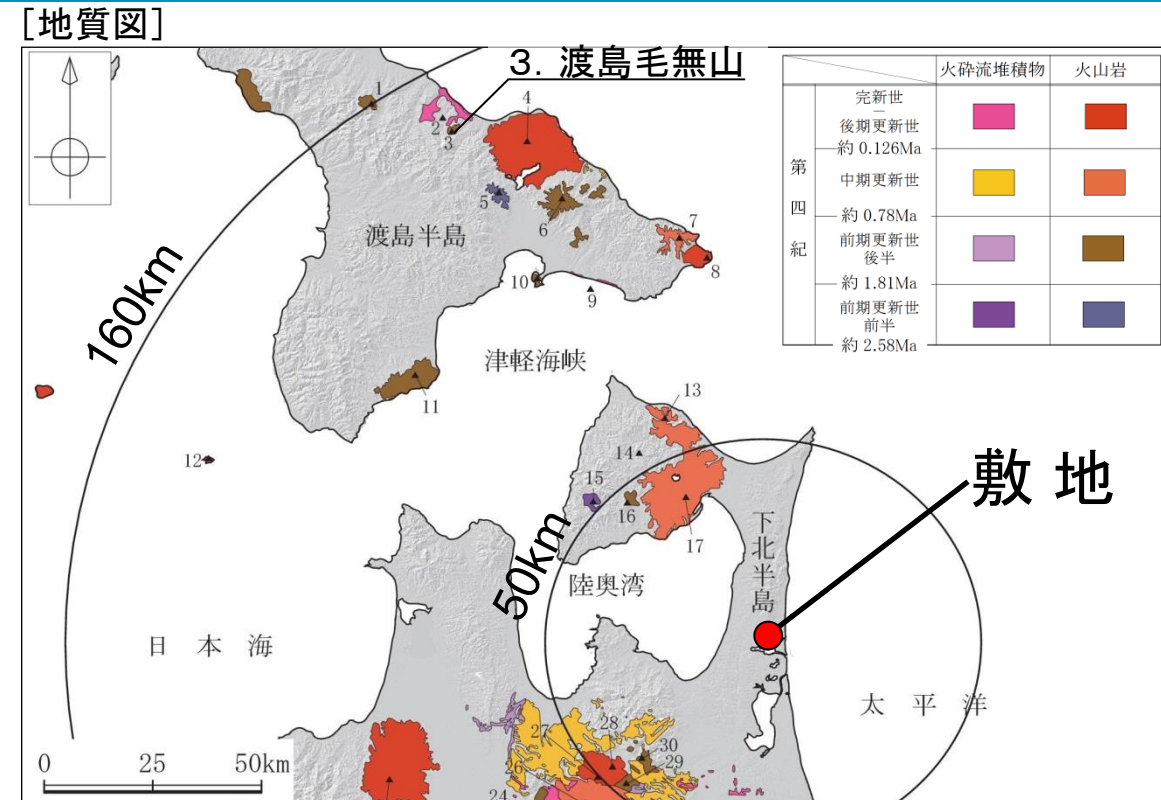 [地質図]
3. 渡島毛無山
火砕流堆積物
火山岩
第四紀
完新世
|
後期更新世
約 0.126Ma
中期更新世
約 0.78Ma
前期更新世
後半
約 1.81Ma
前期更新世
前半
約 2.58Ma
1
2
3
4
5
6
7
8
9
10
渡島半島
160km
津軽海峡
11
12
13
14
15
16
17
敷 地
50km
下北半島
陸奥湾
日 本 海
太 平 洋
27
28
30
29
24
0 25 50km